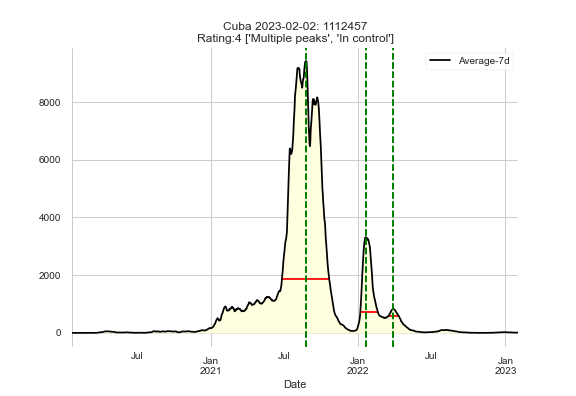 Cuba 2023-02-02: 1112457
Rating:4 ['Multiple peaks', 'In control']
Average-7d
8000
6000
4000
2000
0
Jul
Jan
2021
Jul
Jan
2022
Jul
Jan
2023
Date